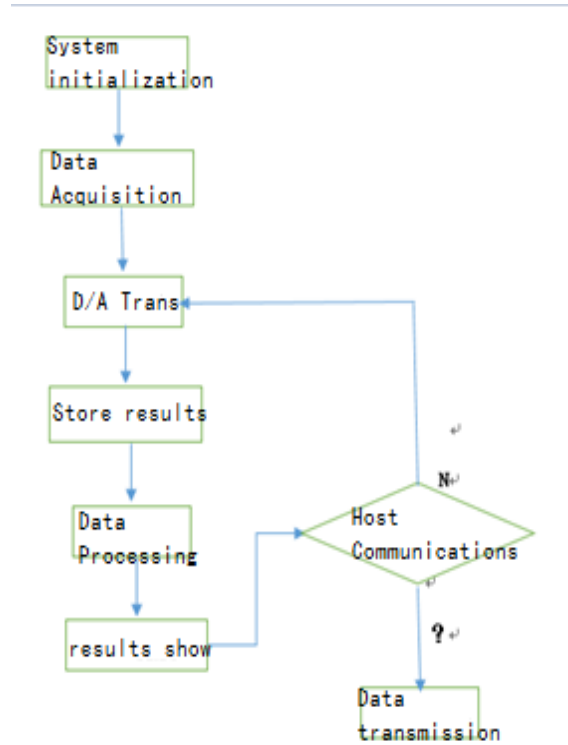 System
initialization
Data
Acquisition
D/A Trans
Store results
Data
Processing
results show
N
Host
Communications
?
Data
transmission